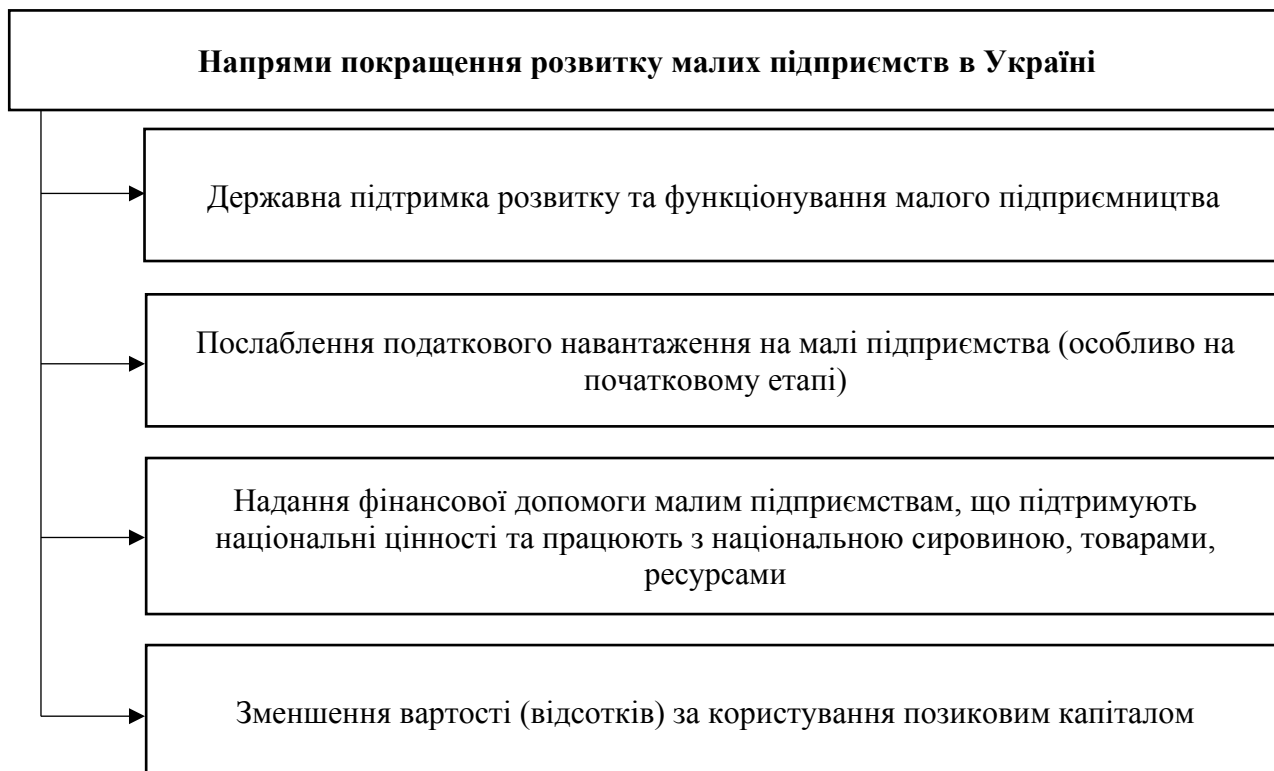 Напрями покращення розвитку малих підприємств в Україні
Державна підтримка розвитку та функціонування малого підприємництва
Послаблення податкового навантаження на малі підприємства (особливо на
початковому етапі)
Надання фінансової допомоги малим підприємствам, що підтримують
національні цінності та працюють з національною сировиною, товарами,
ресурсами
Зменшення вартості (відсотків) за користування позиковим капіталом